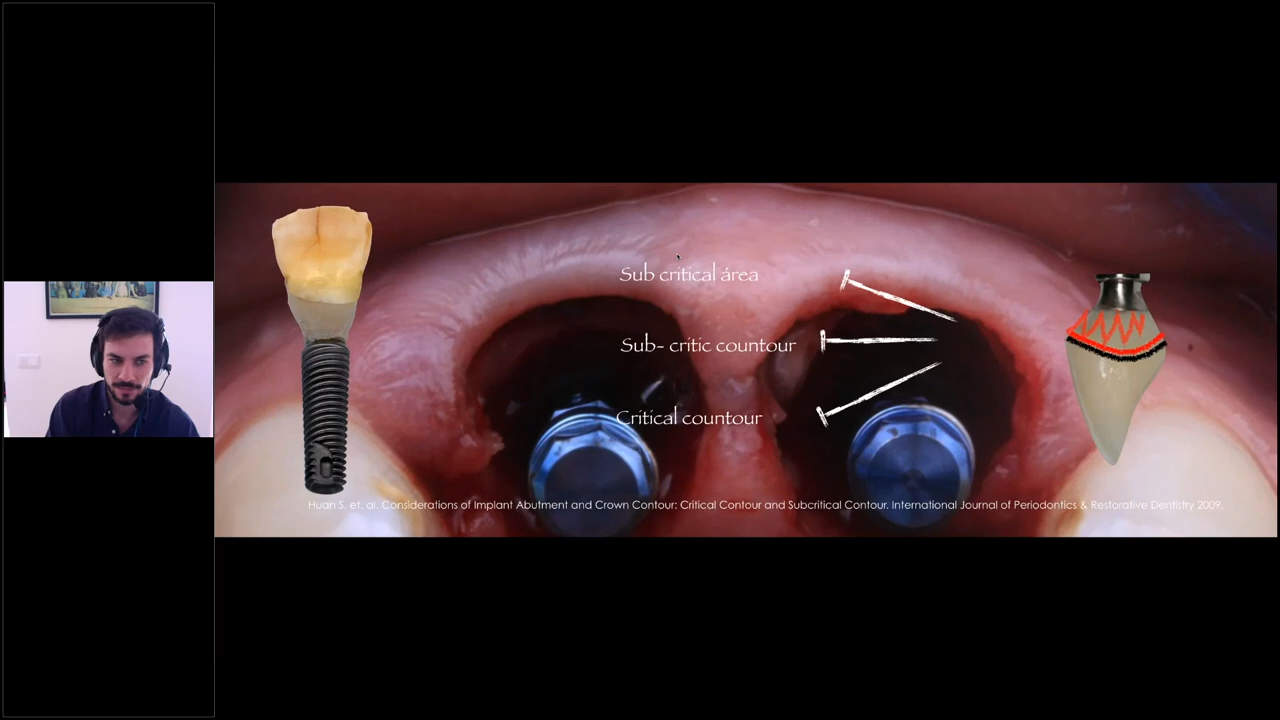 Sub critical área
Sub- critic countour
Critical countour
Huan S. et. al. Considerations of Implant Abutment and Crown Contour: Critical Contour and Subcritical Contour. International Journal of Periodontics & Restorative Dentistry 2009.